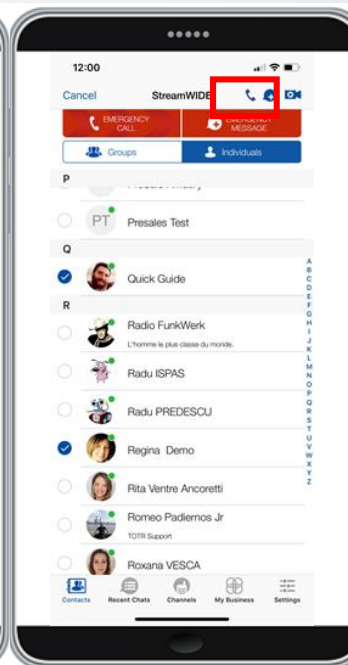 12:00
Cancel
StreamWIDE
EMERGENCY
CALL
EMERGENCY
MESSAGE
Groups
Individuals
P
PT
Presales Test
Q
Quick Guide
R
Radio FunkWerk
L'homme le plus classe du monde.
Radu ISPAS
Radu PREDESCU
Regina Demo
Rita Ventre Ancoretti
Romeo Padiernos Jr
TOTR Support
Roxana VESCA
A
B
C
D
E
F
G
H
I
J
K
L
M
N
O
P
Q
R
S
T
U
V
W
X
Y
Z
Contacts
Recent Chats
Channels
My Business
Settings